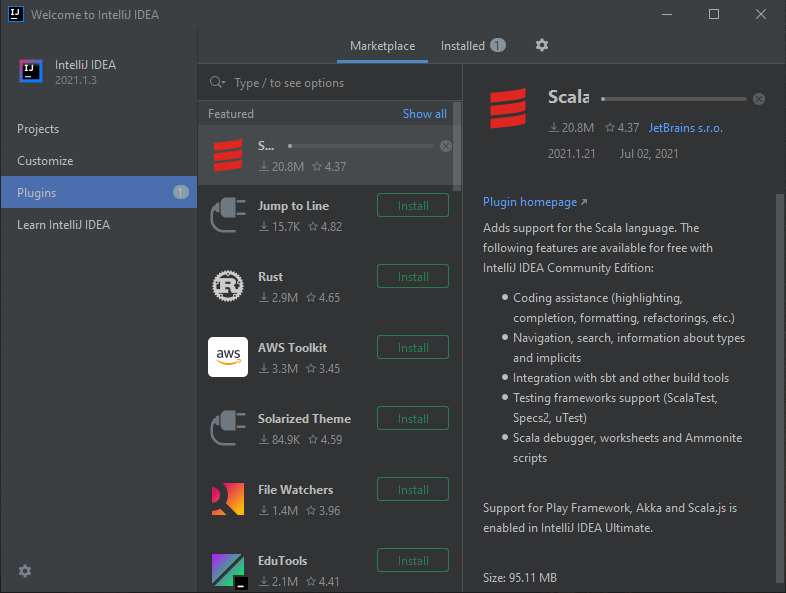 Welcome to IntelliJ IDEA
IntelliJ IDEA
2021.1.3
Projects
Customize
Plugins 1
Learn IntelliJ IDEA
Marketplace Installed 1
Type / to see options
Featured Show all
S...
20.8M 4.37
Jump to Line Install
15.7K 4.82
Rust Install
2.9M 4.65
aws
AWS Toolkit Install
3.3M 3.45
Solarized Theme Install
84.9K 4.59
File Watchers Install
1.4M 3.96
EduTools Install
2.1M 4.41
Scala
20.8M 4.37 JetBrains s.r.o.
2021.1.21 Jul 02, 2021
Plugin homepage
Adds support for the Scala language. The
following features are available for free with
IntelliJ IDEA Community Edition:
Coding assistance (highlighting,
completion, formatting, refactorings, etc.)
Navigation, search, information about types
and implicits
Integration with sbt and other build tools
Testing frameworks support (ScalaTest,
Specs2, uTest)
Scala debugger, worksheets and Ammonite
scripts
Support for Play Framework, Akka and Scala.js is
enabled in IntelliJ IDEA Ultimate.
Size: 95.11 MB